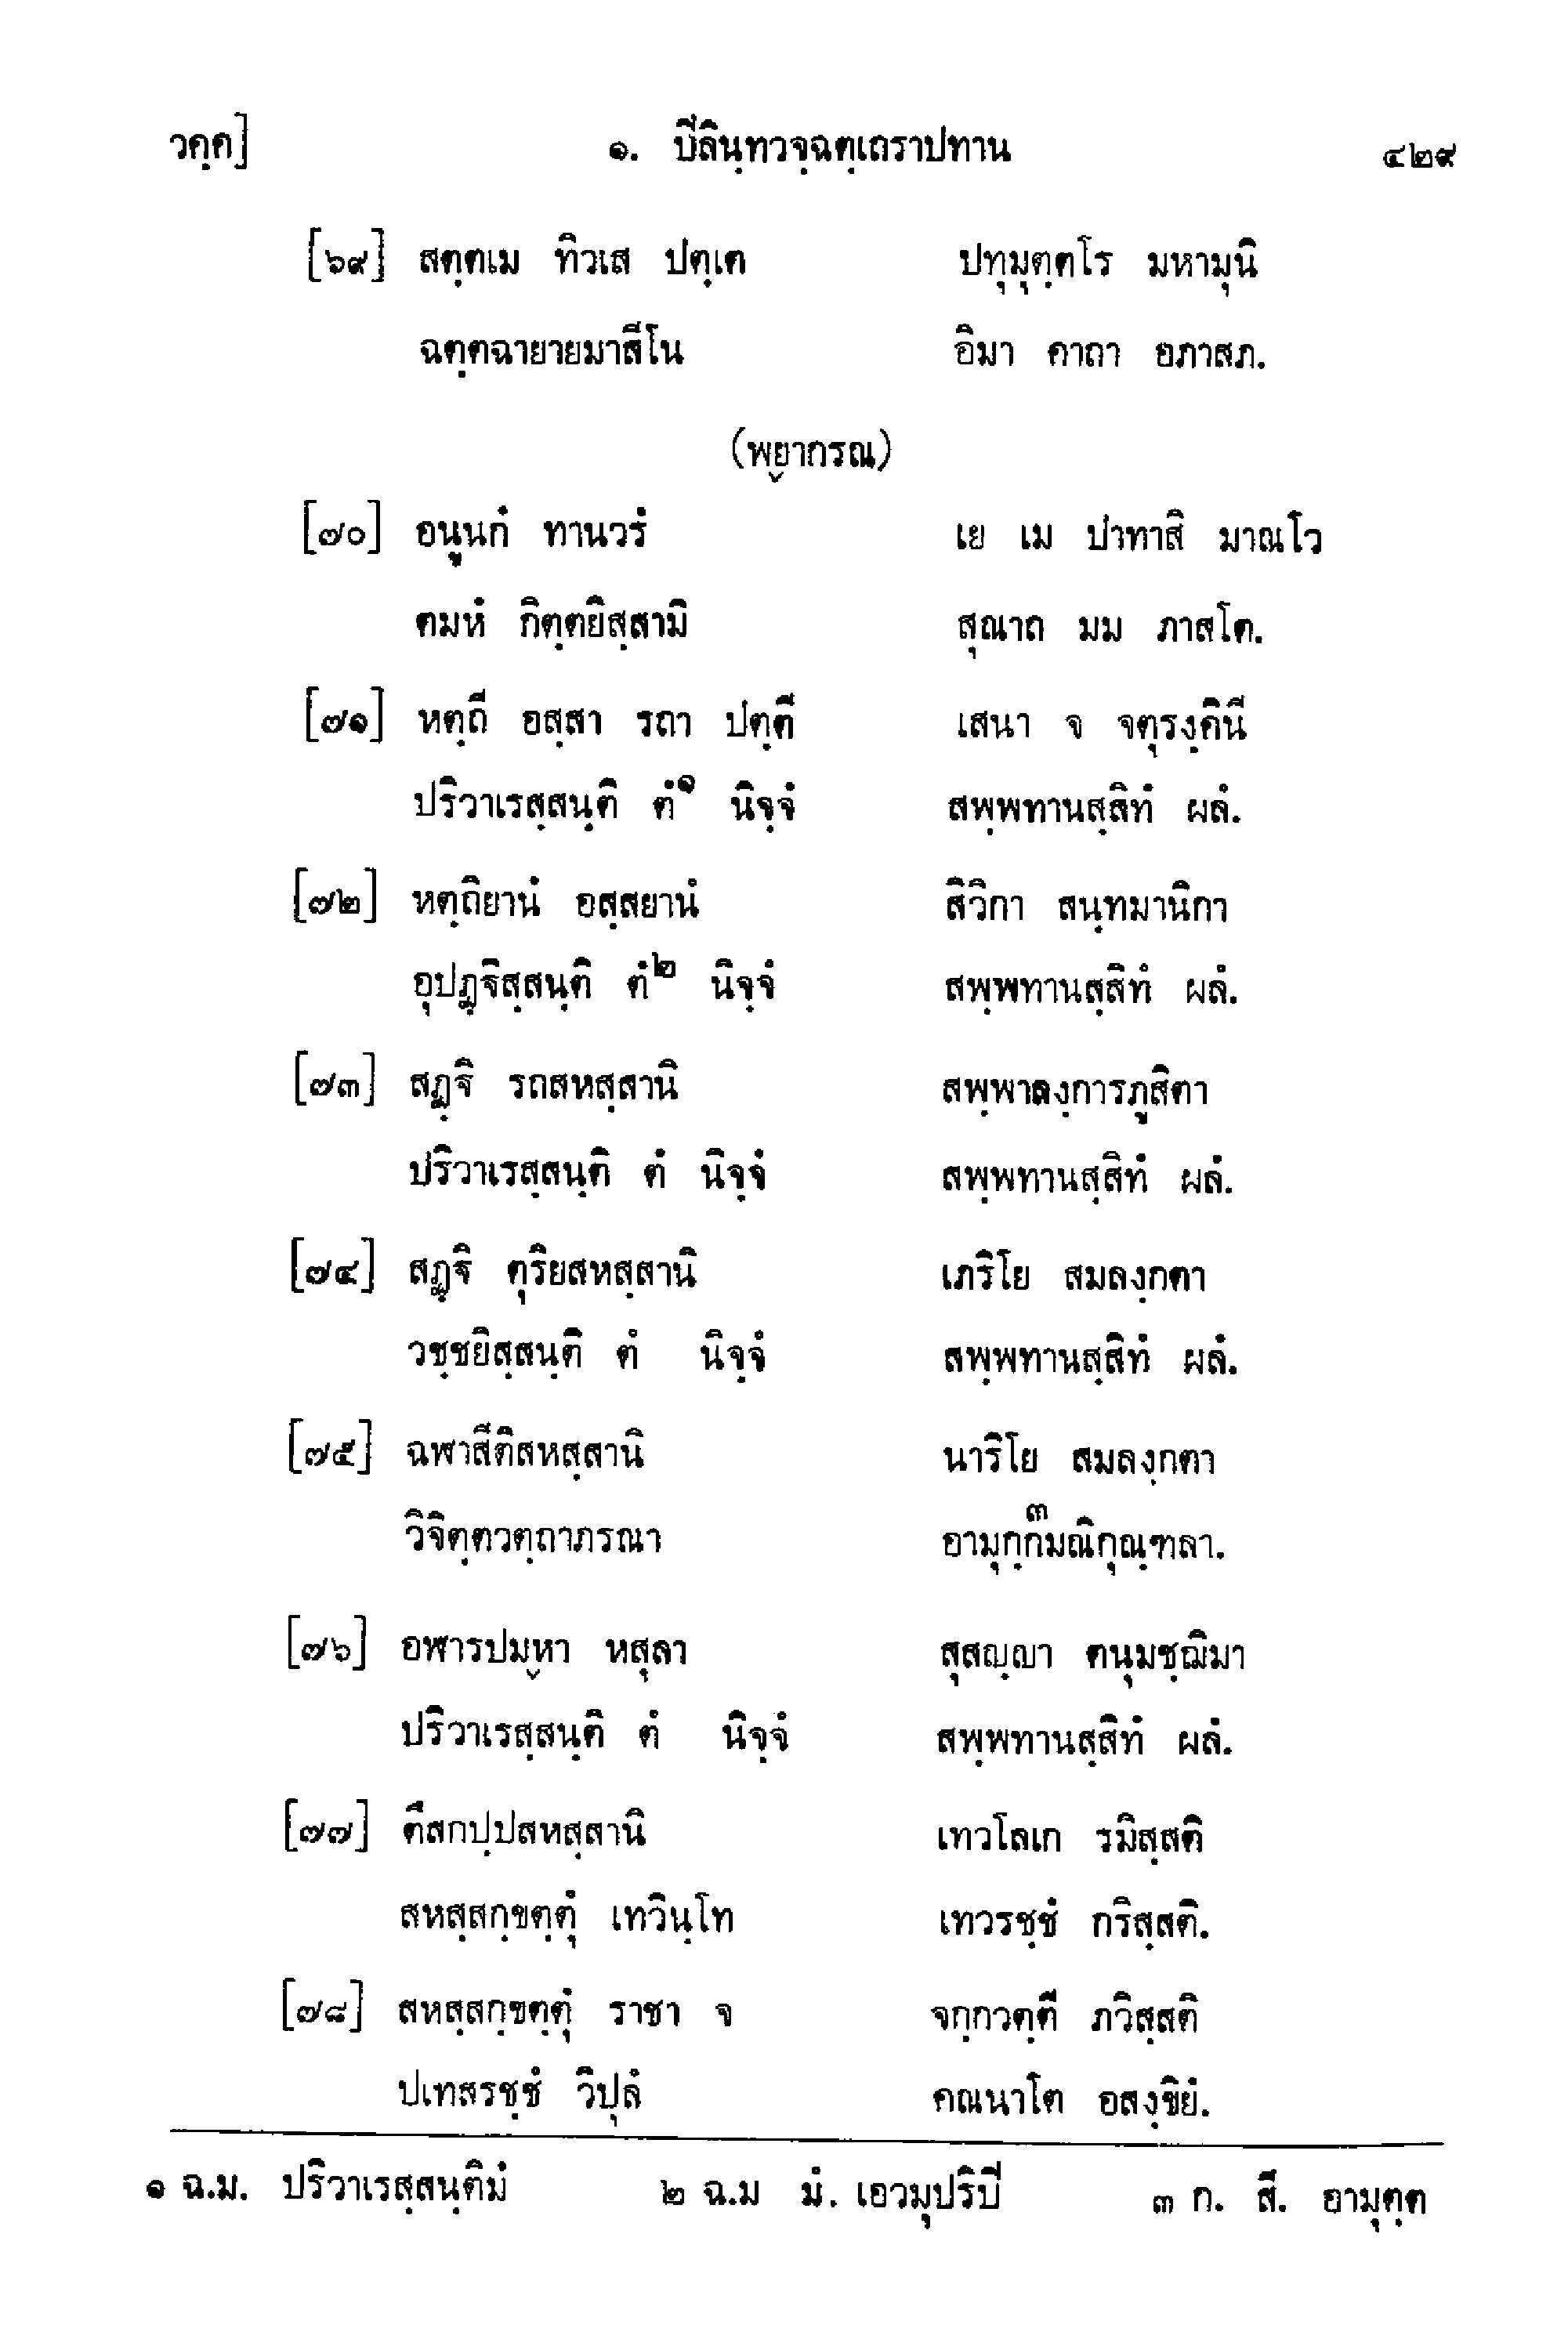 วคฺค] ๑. ปิลินฺทวจฺฉตฺเถราปทาน ๔๒๙
[๖๙] สตฺตเม ทิวเส ปตฺเต ปทุมุตฺตโร มหามุนิ
ฉตฺตฉายายมาสีโน อิมา คาถา อภาสภ.
(พฺยากรณ)
[๗๐] อนูนกํ ทานวรํ เย เม ปาทาสิ มาณโว
ตมหํ กิตฺตยิสฺสามิ สุณาถ มม ภาสโต.
[๗๑] หตฺถี อสฺสา รถา ปตฺตี เสนา จ จตุรงฺคินี
ปริวาเรสฺสนฺติ ตํ๑ นิจฺจํ สพฺพทานสฺสิทํ ผลํ.
[๗๒] หตฺถิยานํ อสฺสยานํ สิวิกา สนฺทมานิกา
อุปฏฺฐิสฺสนฺติ ตํ๒ นิจฺจํ สพฺพทานสฺสิทํ ผลํ.
[๗๓] สฏฺฐิ รถสหสฺสานิ สพฺพาลงฺการภูสิตา
ปริวาเรสฺสนฺติ ตํ นิจฺจํ สพฺพทานสฺสิทํ ผลํ.
[๗๔] สฏฺฐิ ตุริยสหสฺสานิ เภริโย สมลงฺกตา
วชฺชยิสฺสนฺติ ตํ นิจฺจํ สพฺพทานสฺสิทํ ผลํ.
[๗๕] ฉฬาสีติสหสฺสานิ นาริโย สมลงฺกตา
วิจิตฺตวตฺถาภรณา อามุกฺก๓มณิกุณฺฑลา.
[๗๖] อฬารปมฺหา หสุลา สุสญฺญา ตนุมชฺฌิมา
ปริวาเรสฺสนฺติ ตํ นิจฺจํ สพฺพทานสฺสิทํ ผลํ.
[๗๗] ตึสกปฺปสหสฺสานิ เทวโลเก รมิสฺสติ
สหสฺสกฺขตฺตุํ เทวินฺโท เทวรชฺชํ กริสฺสติ.
[๗๘] สหสฺสกฺขตฺตุํ ราชา จ จกฺกวตฺตี ภวิสฺสติ
ปเทสรชฺชํ วิปุลํ คณนาโต อสงฺขิยํ.
๑ ฉ.ม. ปริวาเรสฺสนฺติมํ ๒ ฉ.ม มํ. เอวมุปริปิ ๓ ก. สี. อามุตฺต